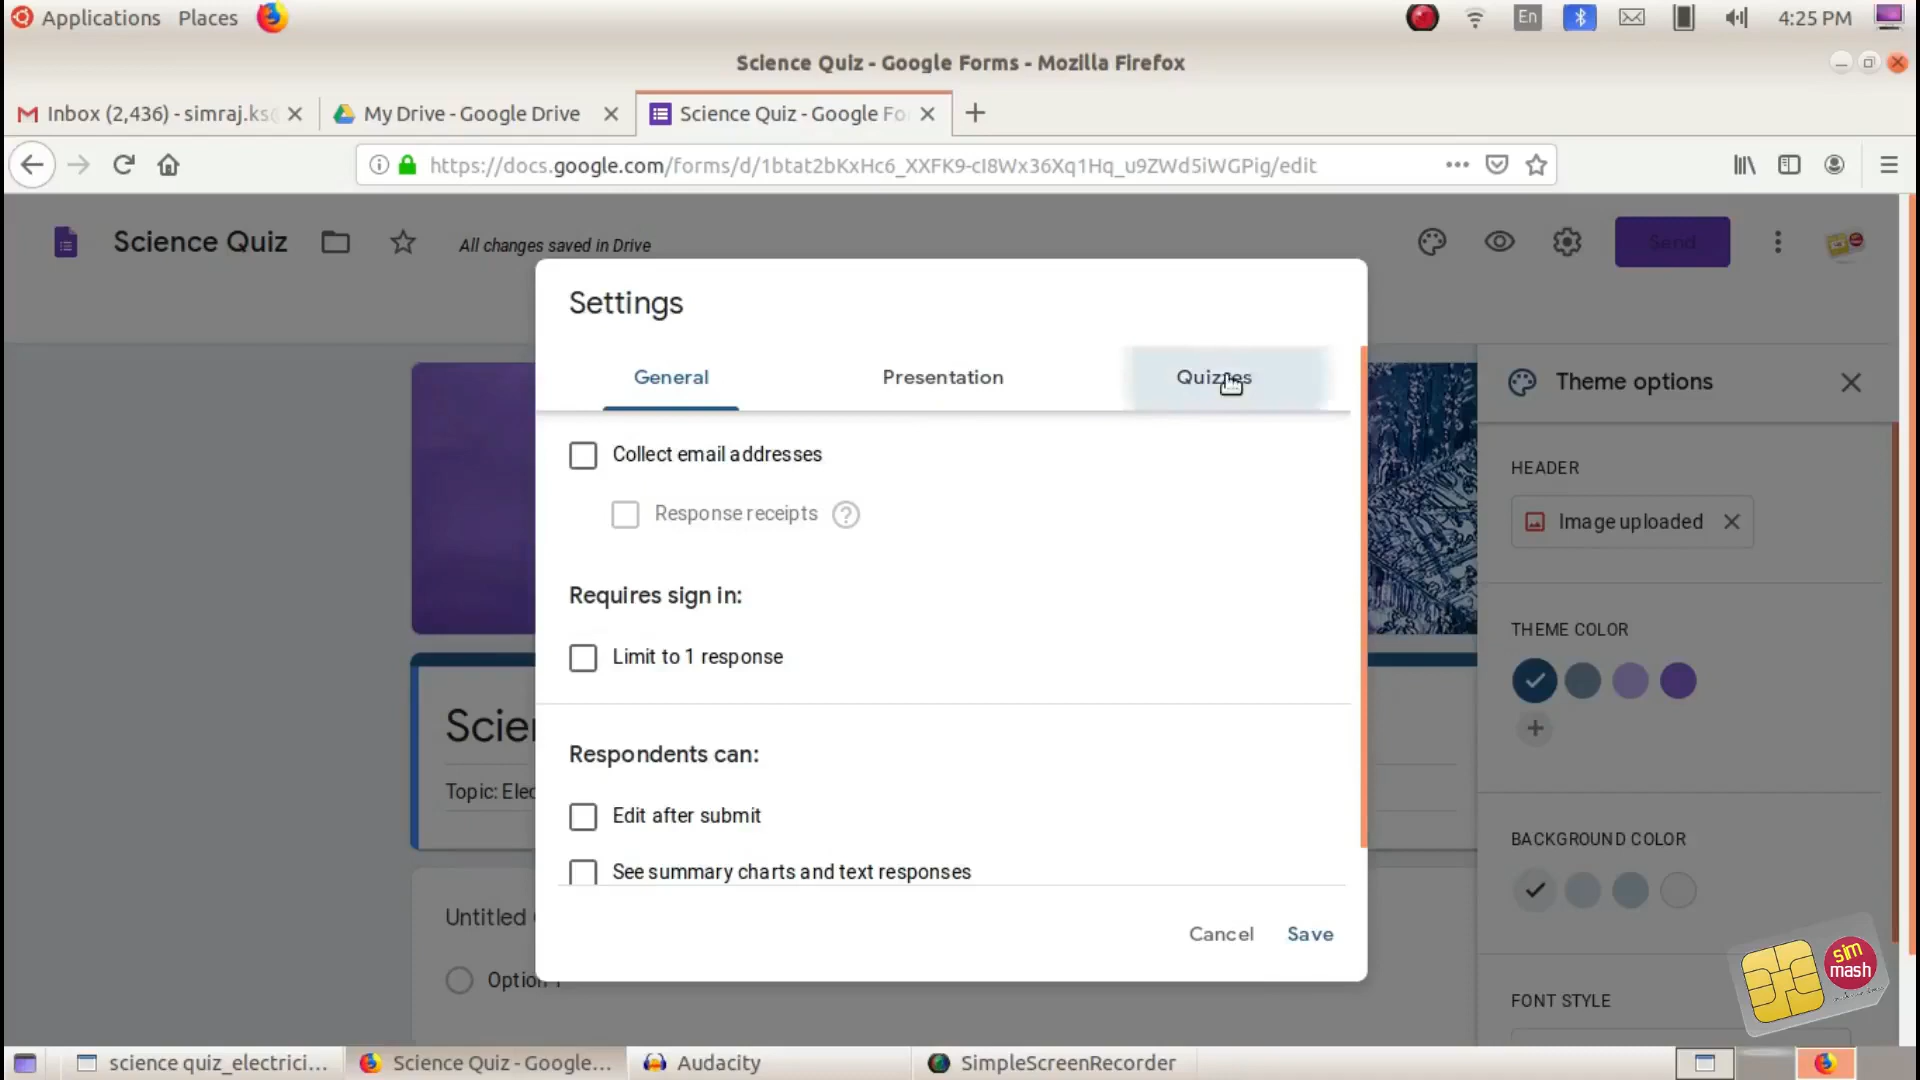 Applications Places En 4:25 PM
Science Quiz - Google Forms - Mozilla Firefox
Inbox (2,436) - simraj.ks My Drive - Google Drive Science Quiz - Google Fo
https://docs.google.com/forms/d/1btat2bKxHc6_XXFK9-cI8Wx36Xq1Hq_u9ZWd5iWGPig/edit
Science Quiz All changes saved in Drive Send
Settings
General Presentation Quizzes
Theme options
Collect email addresses
HEADER
Response receipts
Image uploaded
Requires sign in:
THEME COLOR
Limit to 1 response
Scie
Respondents can:
Topic: Elec
Edit after submit
BACKGROUND COLOR
See summary charts and text responses
Untitled
Cancel Save
sim
mash
Option 1
FONT STYLE
science quiz_electrici... Science Quiz - Google... Audacity SimpleScreenRecorder